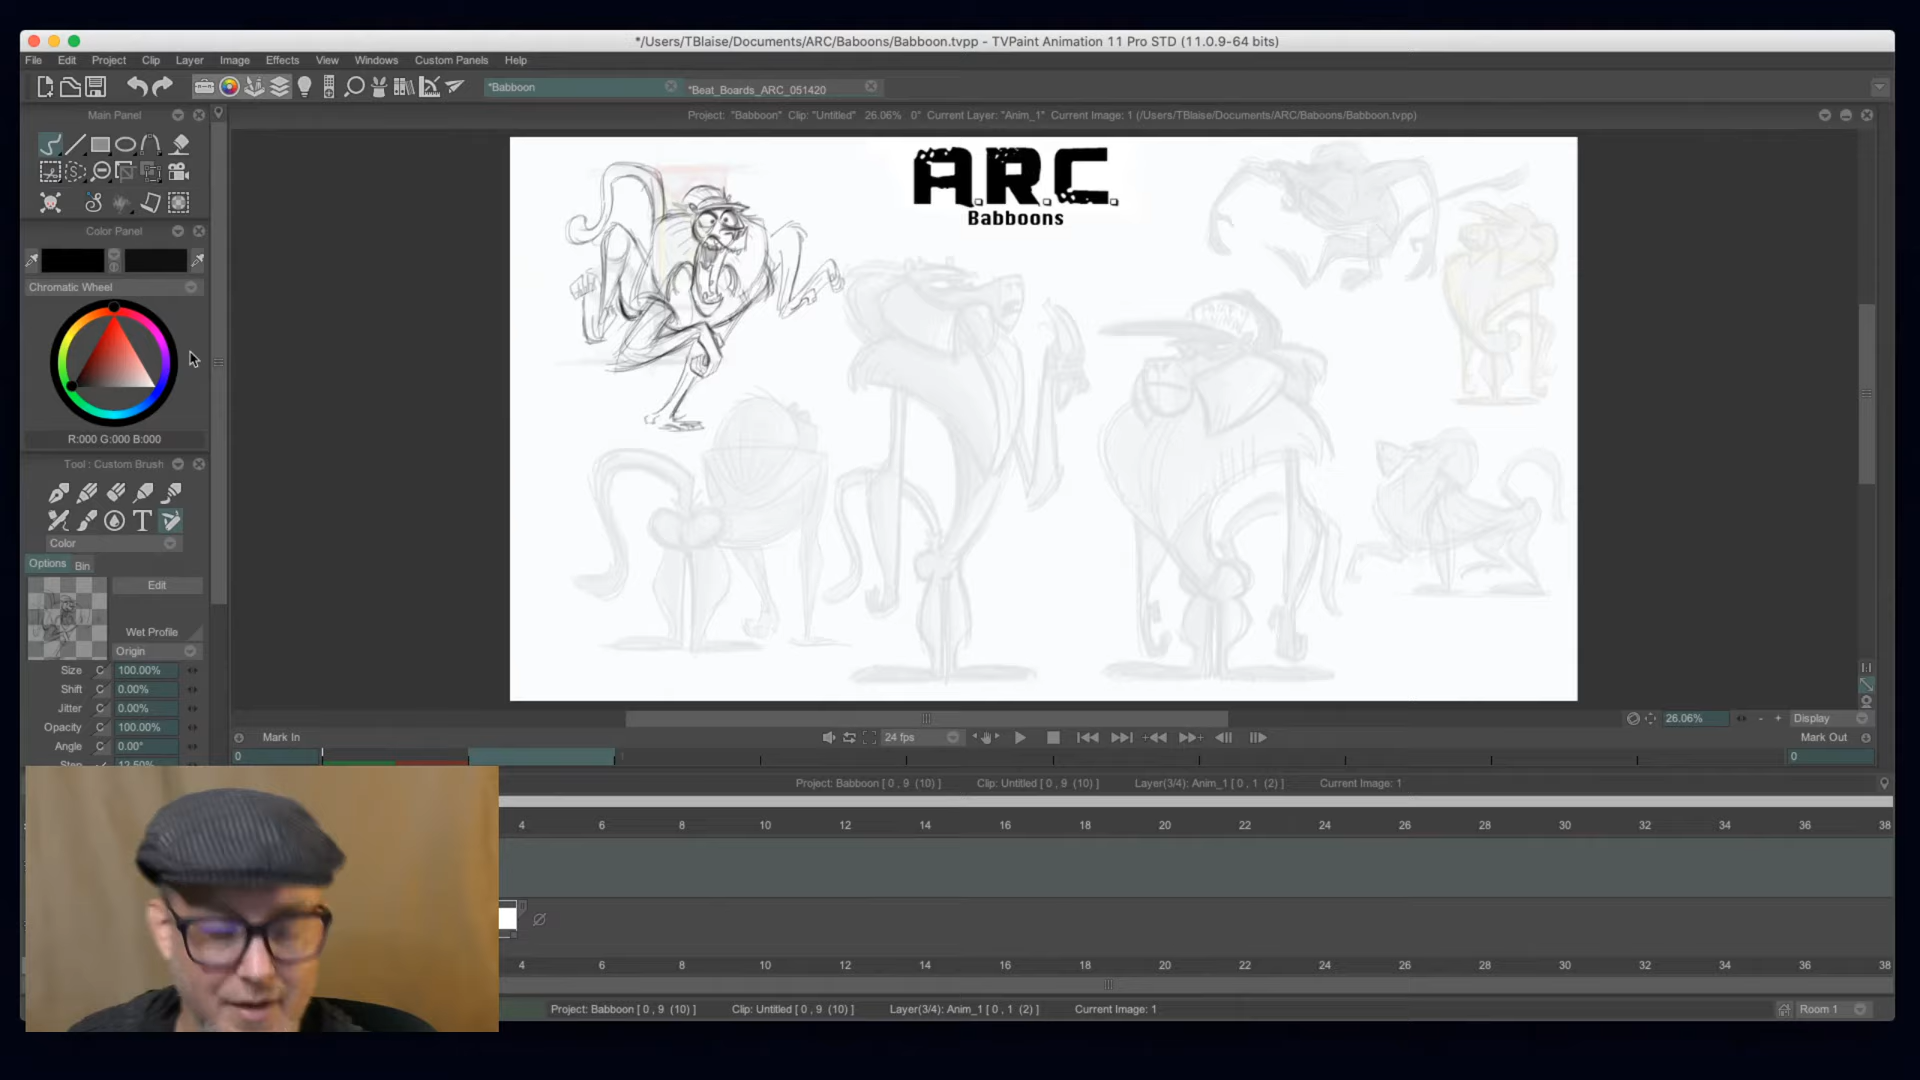 */Users/TBlaise/Documents/ARC/Baboons/Babboon.tvpp - TVPaint Animation 11 Pro STD (11.0.9-64 bits)
File Edit Project Clip Layer Image Effects View Windows Custom Panels Help
*Babboon *Beat_Boards_ARC_051420
Main Panel
Project: "Babboon" Clip: "Untitled" 26.06% 0° Current Layer: "Anim_1" Current Image: 1 (/Users/TBlaise/Documents/ARC/Baboons/Babboon.tvpp)
A.R.C.
Babboons
Color Panel
Chromatic Wheel
R:000 G:000 B:000
Tool : Custom Brush
T
Color
Options Bin
Edit
Wet Profile
Origin
Size C 100.00%
Shift C 0.00%
Jitter C 0.00%
Opacity C 100.00%
Angle C 0.00°
Step 12.50%
26.06% - + Display
Mark In 24 fps Mark Out
0 0
Project: Babboon [ 0 , 9 (10) ] Clip: Untitled [ 0 , 9 (10) ] Layer(3/4): Anim_1 [ 0 , 1 (2) ] Current Image: 1
4 6 8 10 12 14 16 18 20 22 24 26 28 30 32 34 36 38
4 6 8 10 12 14 16 18 20 22 24 26 28 30 32 34 36 38
Project: Babboon [ 0 , 9 (10) ] Clip: Untitled [ 0 , 9 (10) ] Layer(3/4): Anim_1 [ 0 , 1 (2) ] Current Image: 1 Room 1